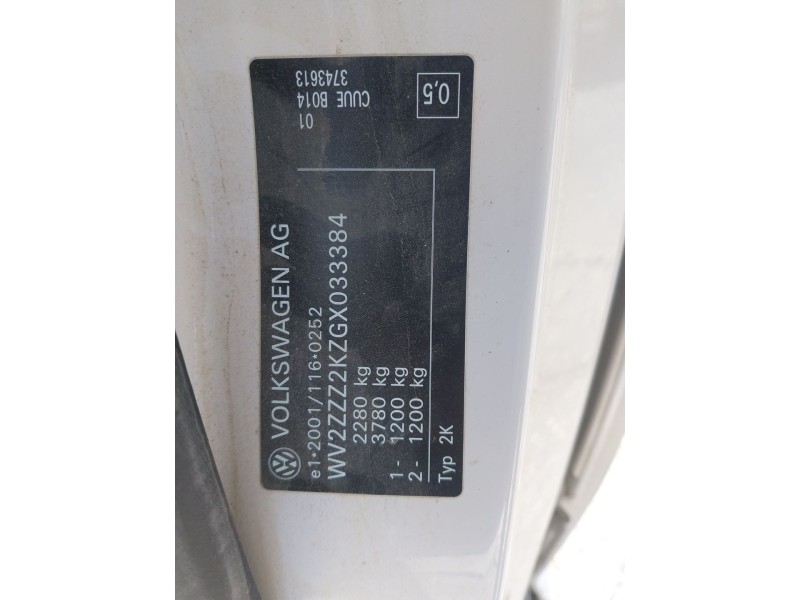 VOLKSWAGEN AG
e1*2001/116*0252
WV2ZZZ2KZGX033384
2280 kg
3780 kg
1 - 1200 kg
2 - 1200 kg
Typ 2K
01
CUUE B014
3743613
0,5